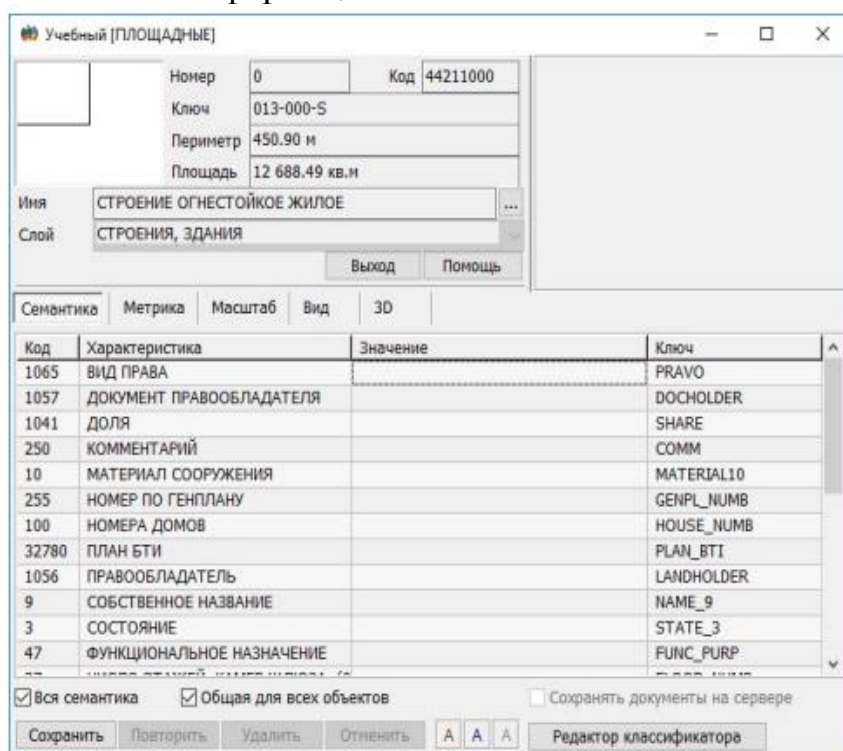 Учебный [ПЛОЩАДНЫЕ]
Номер 0 Код 44211000
Ключ 013-000-S
Периметр 450.90 м
Площадь 12 688.49 кв.м
Имя СТРОЕНИЕ ОГНЕСТОЙКОЕ ЖИЛОЕ ...
Слой СТРОЕНИЯ, ЗДАНИЯ
Выход Помощь
Семантика Метрика Масштаб Вид 3D
Код Характеристика Значение Ключ
1065 ВИД ПРАВА PRAVO
1057 ДОКУМЕНТ ПРАВООБЛАДАТЕЛЯ DOCHOLDER
1041 ДОЛЯ SHARE
250 КОММЕНТАРИЙ COMM
10 МАТЕРИАЛ СООРУЖЕНИЯ MATERIAL10
255 НОМЕР ПО ГЕНПЛАНУ GENPL_NUMB
100 НОМЕРА ДОМОВ HOUSE_NUMB
32780 ПЛАН БТИ PLAN_BTI
1056 ПРАВООБЛАДАТЕЛЬ LANDHOLDER
9 СОБСТВЕННОЕ НАЗВАНИЕ NAME_9
3 СОСТОЯНИЕ STATE_3
47 ФУНКЦИОНАЛЬНОЕ НАЗНАЧЕНИЕ FUNC_PURP
Вся семантика Общая для всех объектов Сохранять документы на сервере
Сохранить Повторить Удалить Отменить A A A Редактор классификатора